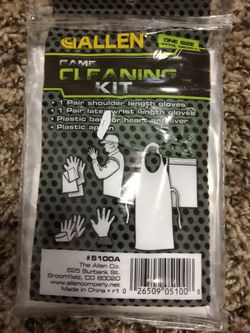 ALLEN
ONE SIZE
GAME
CLEANING
KIT
• 1 Pair shoulder length gloves
• 1 Pair latex wrist length gloves
• Plastic bag for heart and liver
• Plastic apron
#5100A
The Allen Co.
525 Burbank St.
Broomfield, CO 80020
www.allencompany.net
Made in China •
0 26509 05100